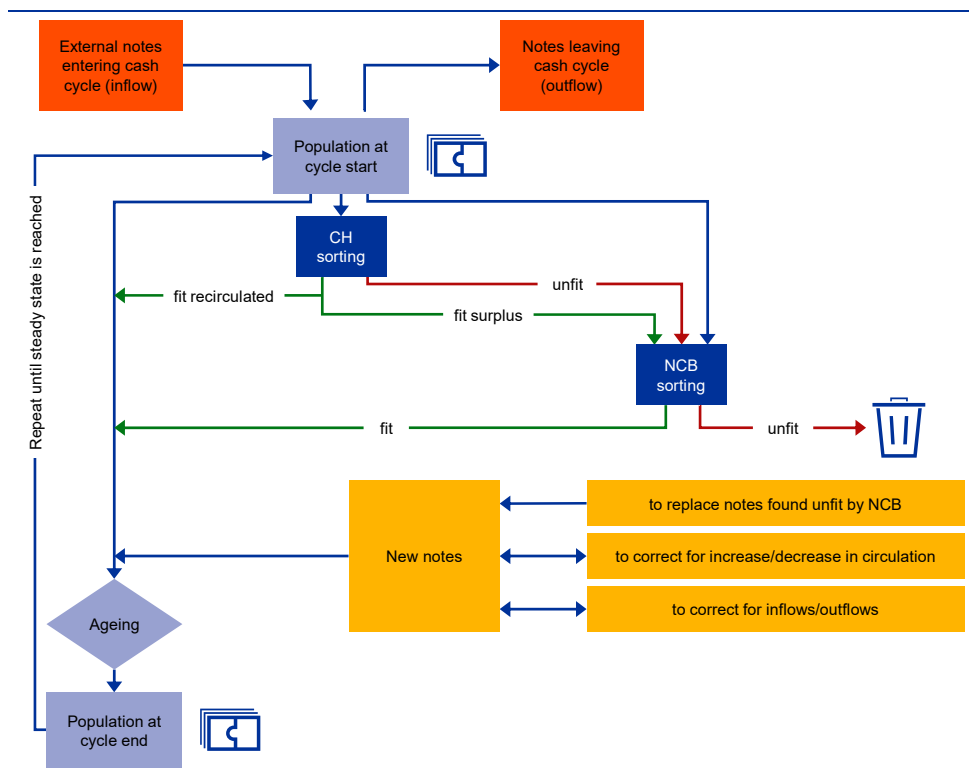 External notes
entering cash
cycle (inflow)
Notes leaving
cash cycle
(outflow)
Population at
cycle start
Repeat until steady state is reached
CH
sorting
unfit
fit recirculated
fit surplus
NCB
sorting
fit
unfit
New notes
to replace notes found unfit by NCB
to correct for increase/decrease in circulation
to correct for inflows/outflows
Ageing
Population at
cycle end